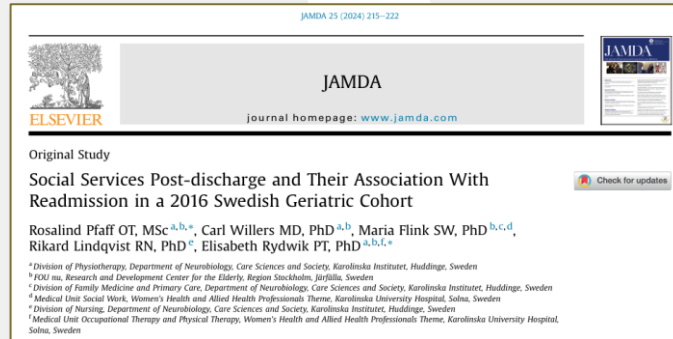 JAMDA 25 (2024) 215–222
ELSEVIER
JAMDA
journal homepage: www.jamda.com
JAMDA
Original Study
Social Services Post-discharge and Their Association With
Readmission in a 2016 Swedish Geriatric Cohort
Check for updates
Rosalind Pfaff OT, MSc a,b,*, Carl Willers MD, PhD a,b, Maria Flink SW, PhD b,c,d,
Rikard Lindqvist RN, PhD e, Elisabeth Rydwik PT, PhD a,b,f,*
a Division of Physiotherapy, Department of Neurobiology, Care Sciences and Society, Karolinska Institutet, Huddinge, Sweden
b FOU nu, Research and Development Center for the Elderly, Region Stockholm, Järfälla, Sweden
c Division of Family Medicine and Primary Care, Department of Neurobiology, Care Sciences and Society, Karolinska Institutet, Huddinge, Sweden
d Medical Unit Social Work, Women's Health and Allied Health Professionals Theme, Karolinska University Hospital, Solna, Sweden
e Division of Nursing, Department of Neurobiology, Care Sciences and Society, Karolinska Institutet, Huddinge, Sweden
f Medical Unit Occupational Therapy and Physical Therapy, Women's Health and Allied Health Professionals Theme, Karolinska University Hospital,
Solna, Sweden